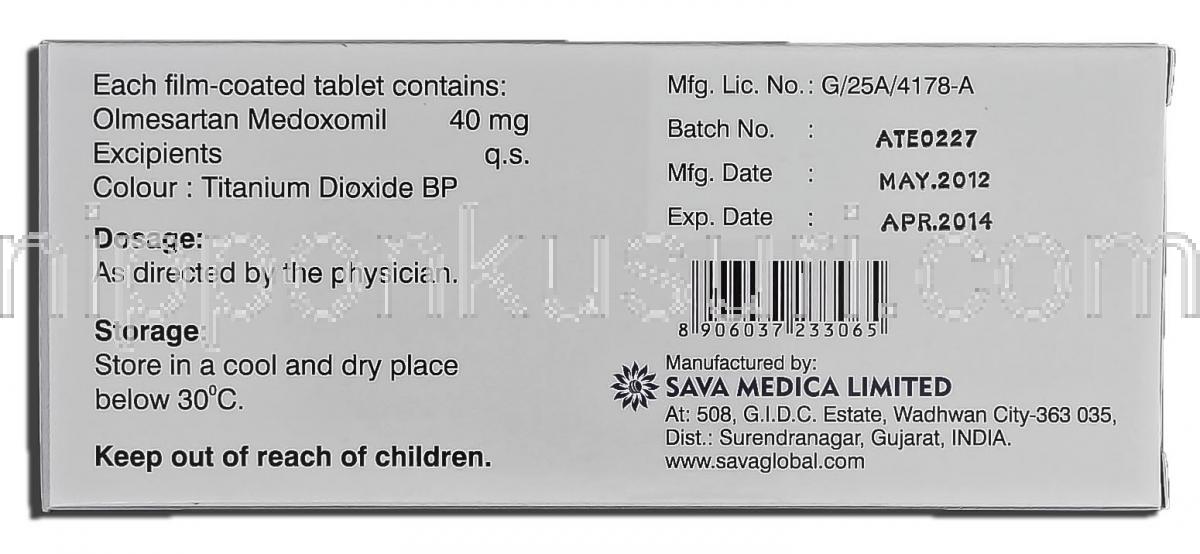 Each film-coated tablet contains:
Olmesartan Medoxomil 40 mg
Excipients q.s.
Colour : Titanium Dioxide BP
Dosage:
As directed by the physician.
Storage:
Store in a cool and dry place
below 30⁰C.
Keep out of reach of children.
Mfg. Lic. No.: G/25A/4178-A
Batch No. : ATE0227
Mfg. Date : MAY.2012
Exp. Date : APR.2014
8 906037 233065
Manufactured by:
SAVA MEDICA LIMITED
At: 508, G.I.D.C. Estate, Wadhwan City-363 035,
Dist.: Surendranagar, Gujarat, INDIA.
www.savaglobal.com
nipponkusuri.com